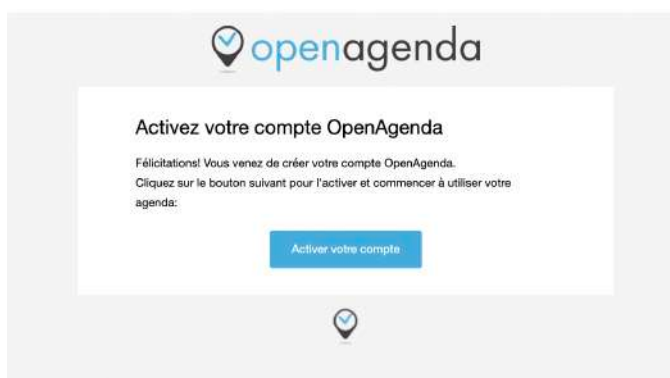 openagenda
Activez votre compte OpenAgenda
Félicitations! Vous venez de créer votre compte OpenAgenda.
Cliquez sur le bouton suivant pour l'activer et commencer à utiliser votre
agenda:
Activer votre compte